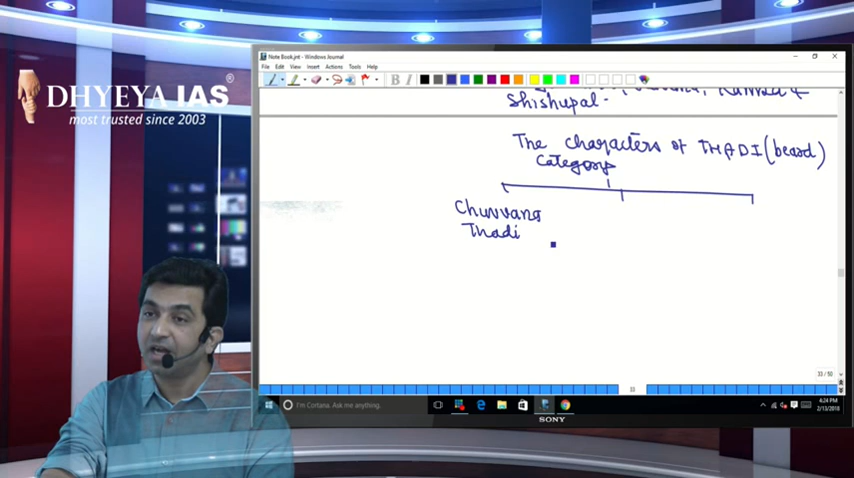 DHYEYA IAS®
most trusted since 2003
Note Book.jnt - Windows Journal
File Edit View Insert Actions Tools Help
Shishupal-
The characters of THADI (beard)
category
Chuvvana
Thadi
33 / 50
I'm Cortana. Ask me anything.
4:24 PM
2/13/2018
SONY